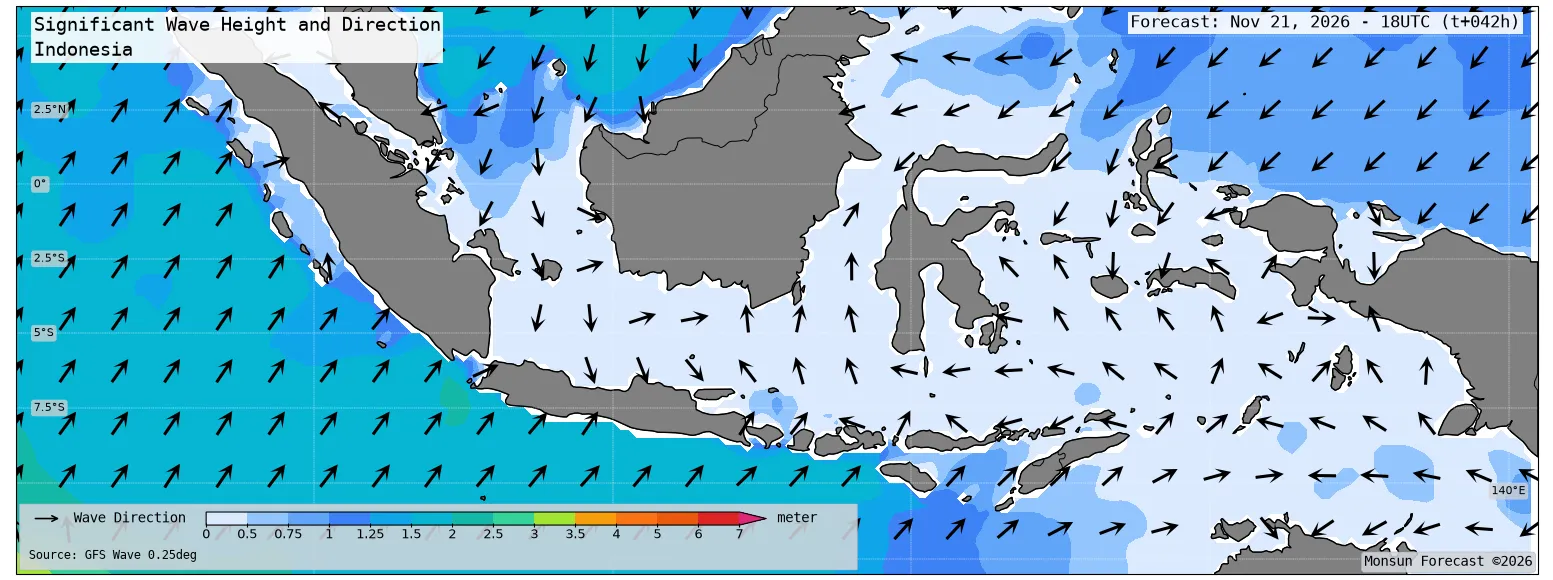 Significant Wave Height and Direction
Indonesia
Forecast: Nov 21, 2026 - 18UTC (t+042h)
2.5°N
0°
2.5°S
5°S
7.5°S
140°E
Wave Direction
0 0.5 0.75 1 1.25 1.5 2 2.5 3 3.5 4 5 6 7
meter
Source: GFS Wave 0.25deg
Monsun Forecast ©2026